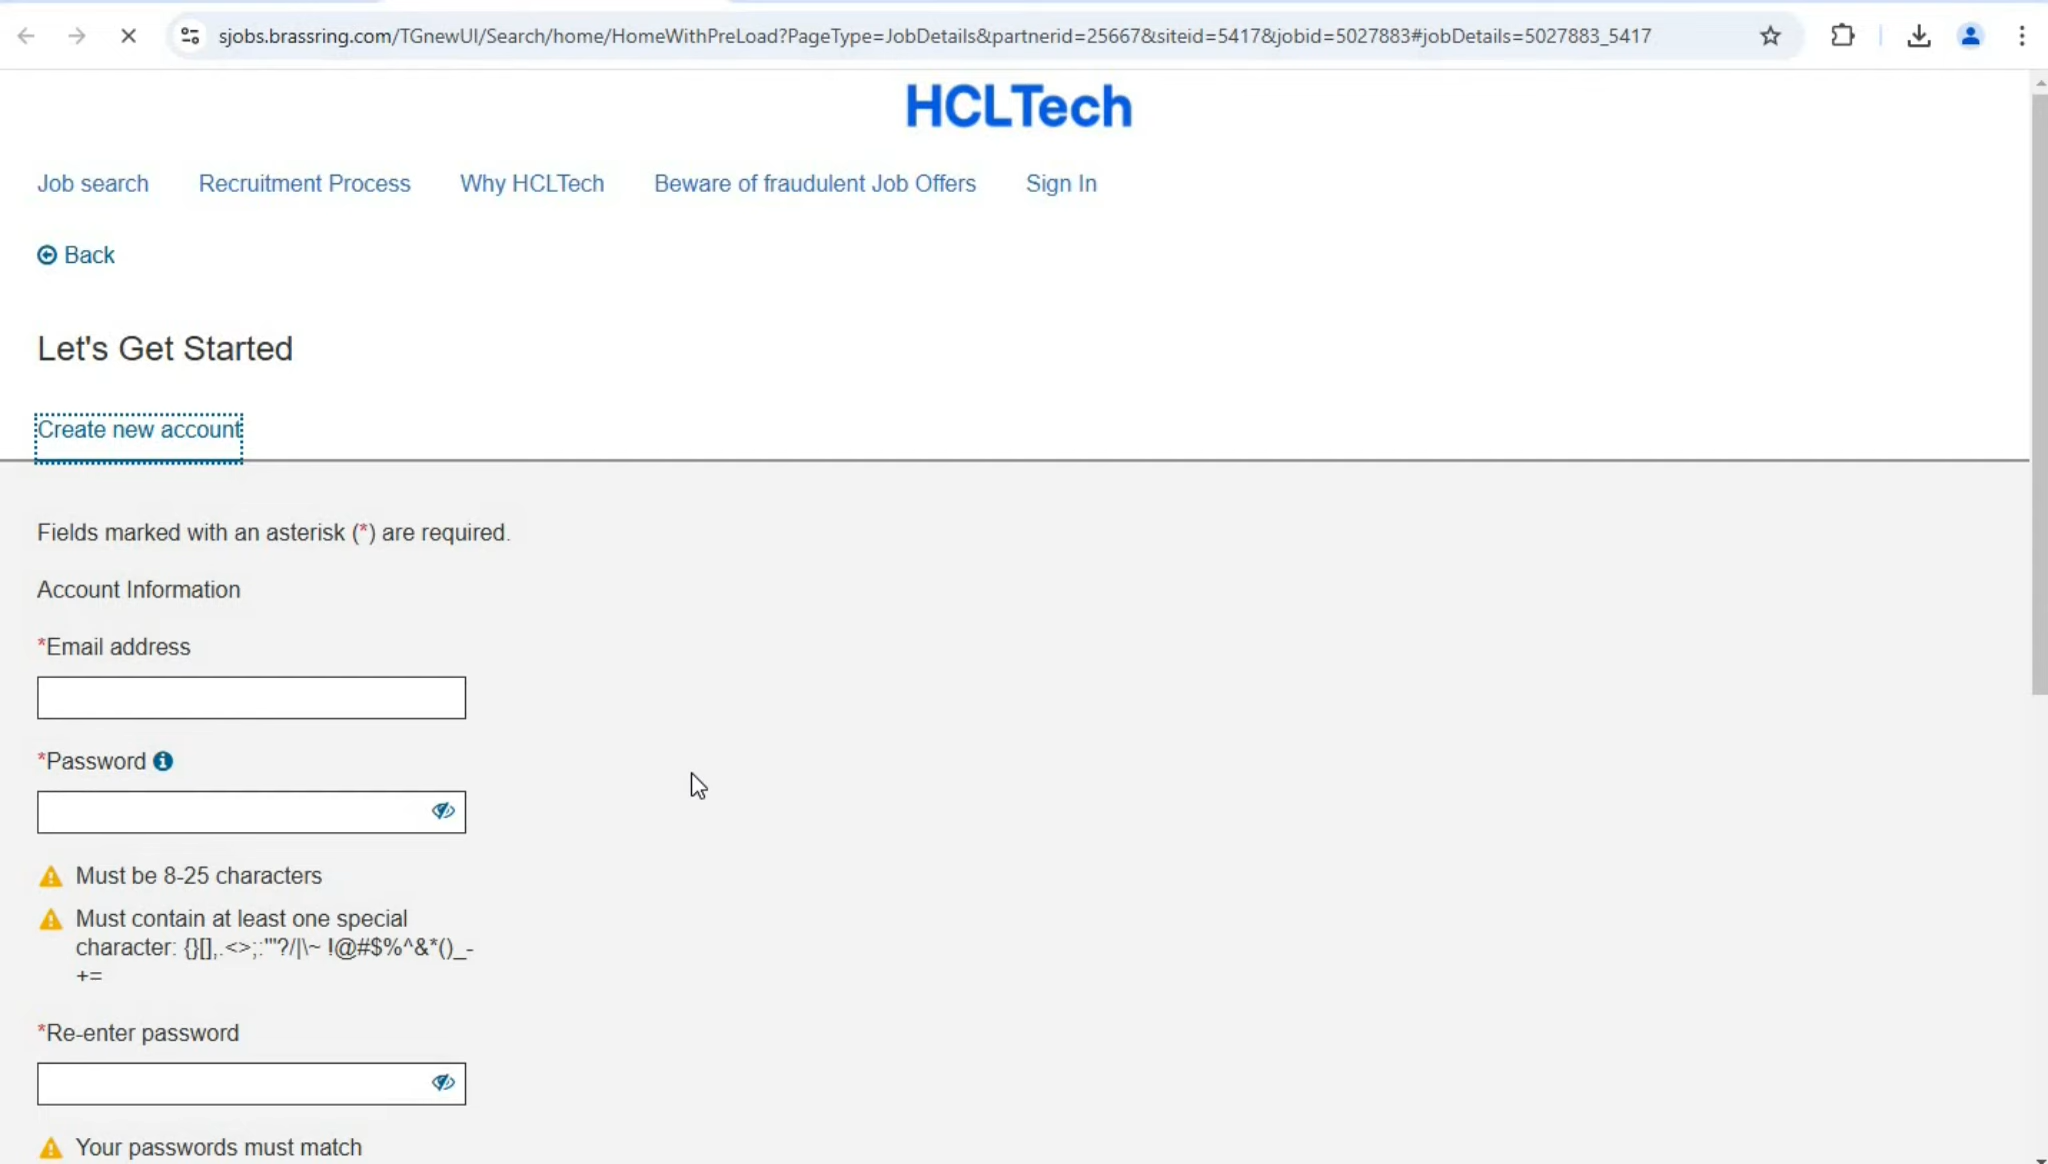 sjobs.brassring.com/TGnewUI/Search/home/HomeWithPreLoad?PageType=JobDetails&partnerid=25667&siteid=5417&jobid=5027883#jobDetails=5027883_5417
HCLTech
Job search Recruitment Process Why HCLTech Beware of fraudulent Job Offers Sign In
Back
Let's Get Started
Create new account
Fields marked with an asterisk (*) are required.
Account Information
*Email address
*Password
Must be 8-25 characters
Must contain at least one special
character: {}[],.<>;:'"?/|\~ !@#$%^&*()_-
+=
*Re-enter password
Your passwords must match